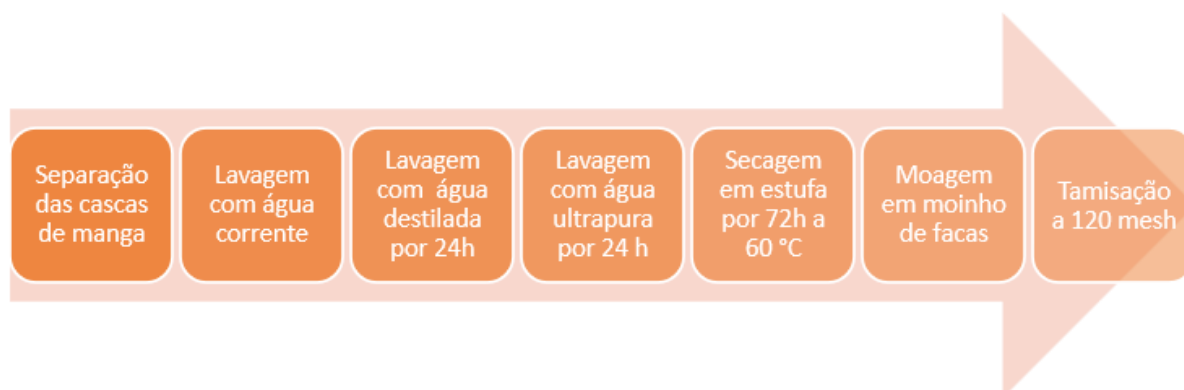 Separação
das cascas
de manga
Lavagem
com água
corrente
Lavagem
com água
destilada
por 24h
Lavagem
com água
ultrapura
por 24 h
Secagem
em estufa
por 72h a
60 °C
Moagem
em moinho
de facas
Tamisação
a 120 mesh